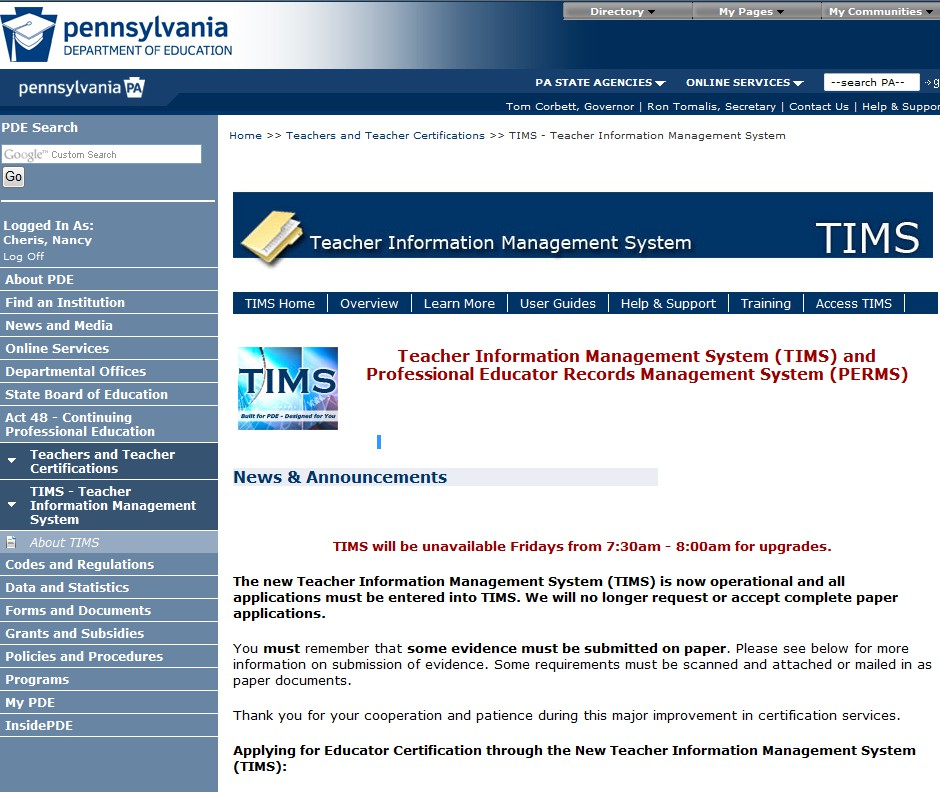 pennsylvania
DEPARTMENT OF EDUCATION
Directory
My Pages
My Communities
pennsylvania PA
PA STATE AGENCIES
ONLINE SERVICES
--search PA--
Tom Corbett, Governor | Ron Tomalis, Secretary | Contact Us | Help & Suppor
PDE Search
Google™ Custom Search
Go
Logged In As:
Cheris, Nancy
Log Off
About PDE
Find an Institution
News and Media
Online Services
Departmental Offices
State Board of Education
Act 48 - Continuing
Professional Education
Teachers and Teacher
Certifications
TIMS - Teacher
Information Management
System
About TIMS
Codes and Regulations
Data and Statistics
Forms and Documents
Grants and Subsidies
Policies and Procedures
Programs
My PDE
InsidePDE
Home >> Teachers and Teacher Certifications >> TIMS - Teacher Information Management System
Teacher Information Management System
TIMS
TIMS Home | Overview | Learn More | User Guides | Help & Support | Training | Access TIMS |
TIMS
Built for PDE - Designed for You
Teacher Information Management System (TIMS) and
Professional Educator Records Management System (PERMS)
News & Announcements
TIMS will be unavailable Fridays from 7:30am - 8:00am for upgrades.
The new Teacher Information Management System (TIMS) is now operational and all
applications must be entered into TIMS. We will no longer request or accept complete paper
applications.
You must remember that some evidence must be submitted on paper. Please see below for more
information on submission of evidence. Some requirements must be scanned and attached or mailed in as
paper documents.
Thank you for your cooperation and patience during this major improvement in certification services.
Applying for Educator Certification through the New Teacher Information Management System
(TIMS):